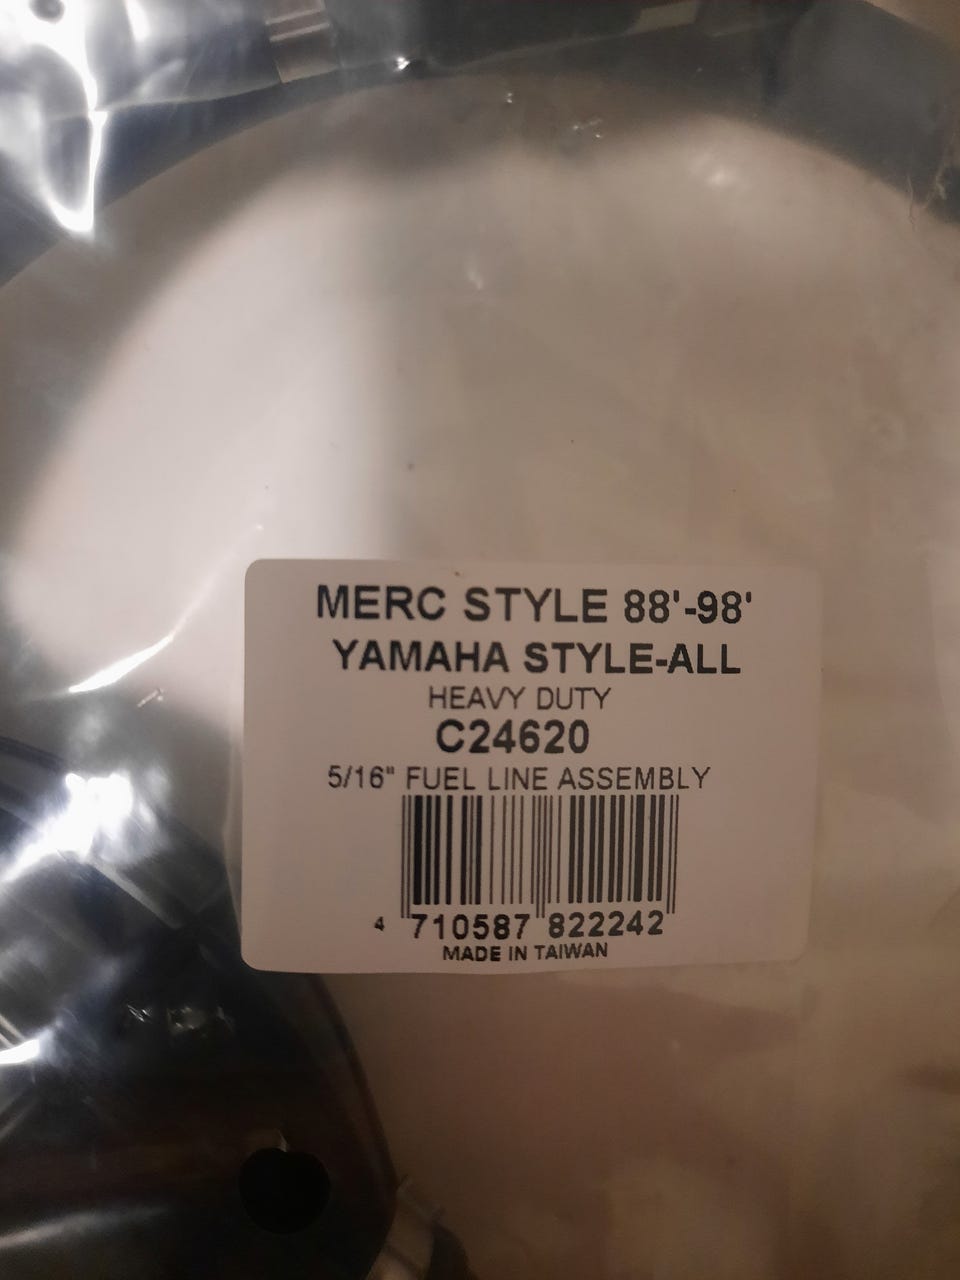 MERC STYLE 88'-98'
YAMAHA STYLE-ALL
HEAVY DUTY
C24620
5/16" FUEL LINE ASSEMBLY
4 710587 822242
MADE IN TAIWAN